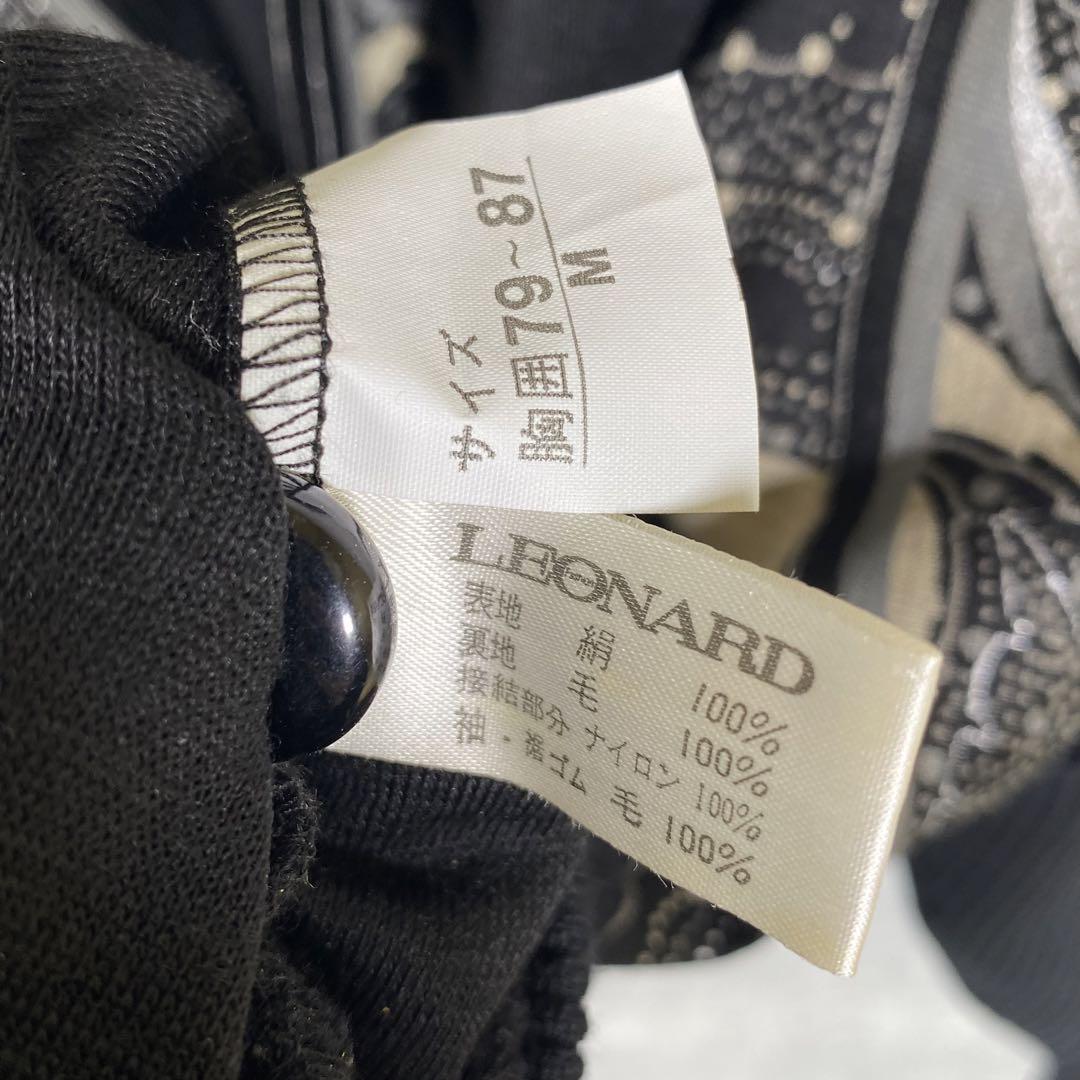 サイズ
胸囲79~87
M
LEONARD
表地 絹 100%
裏地 毛 100%
接結部分 ナイロン 100%
袖・裾ゴム 毛 100%